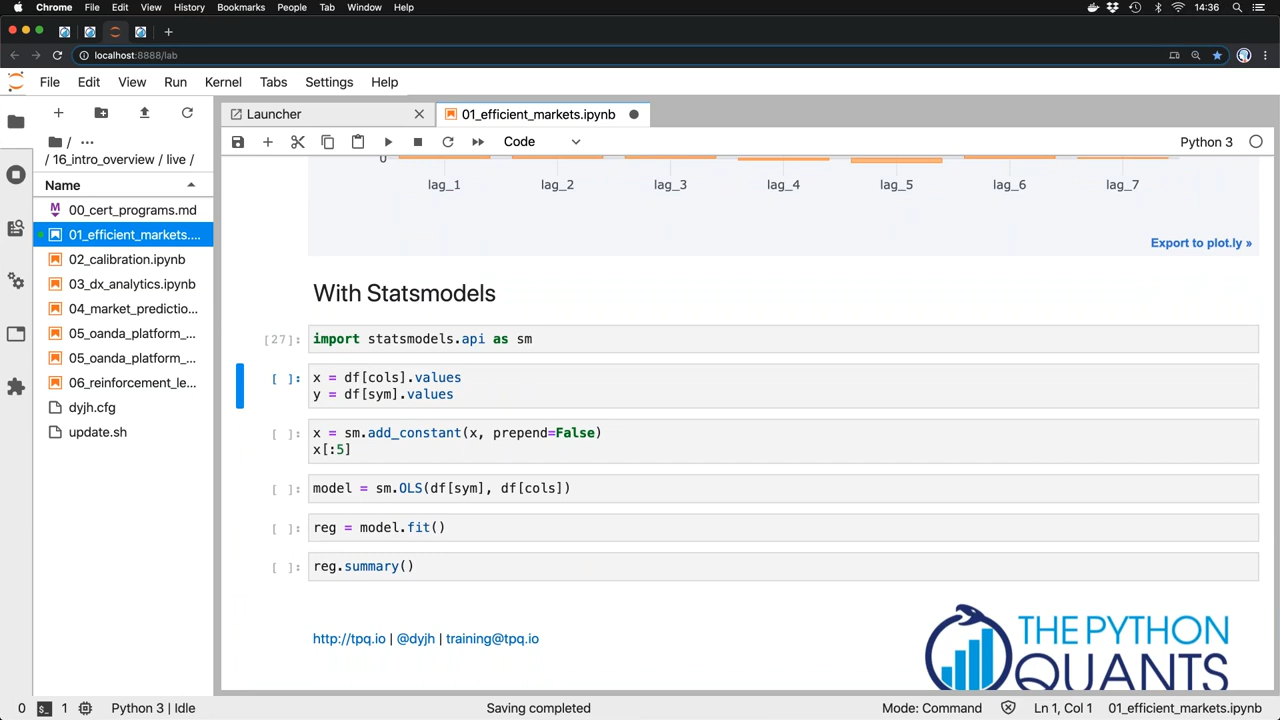 Chrome File Edit View History Bookmarks People Tab Window Help 14:36
localhost:8888/lab
File Edit View Run Kernel Tabs Settings Help
Launcher
01_efficient_markets.ipynb
Code
Python 3
/ ...
/ 16_intro_overview / live /
Name
00_cert_programs.md
01_efficient_markets....
02_calibration.ipynb
03_dx_analytics.ipynb
04_market_predictio...
05_oanda_platform_...
05_oanda_platform_...
06_reinforcement_le...
dyjh.cfg
update.sh
0
lag_1 lag_2 lag_3 lag_4 lag_5 lag_6 lag_7
Export to plot.ly »
With Statsmodels
[27]: import statsmodels.api as sm
[ ]: x = df[cols].values
y = df[sym].values
[ ]: x = sm.add_constant(x, prepend=False)
x[:5]
[ ]: model = sm.OLS(df[sym], df[cols])
[ ]: reg = model.fit()
[ ]: reg.summary()
http://tpq.io | @dyjh | training@tpq.io
THE PYTHON
QUANTS
0 1 Python 3 | Idle Saving completed Mode: Command Ln 1, Col 1 01_efficient_markets.ipynb